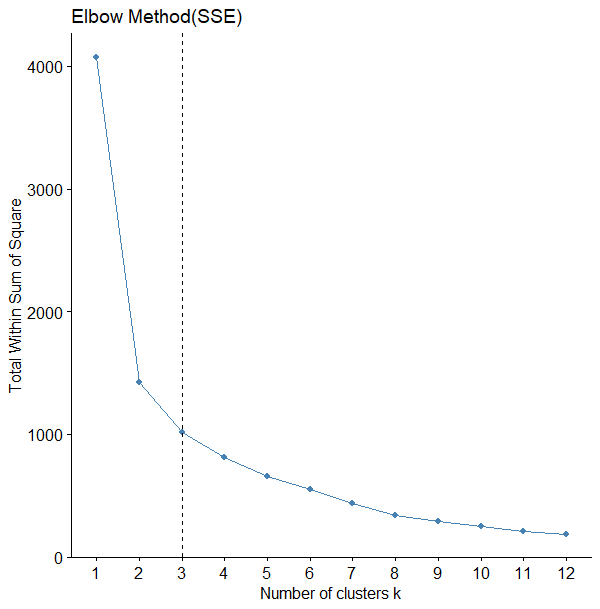 Elbow Method(SSE)
Total Within Sum of Square
4000
3000
2000
1000
0
1 2 3 4 5 6 7 8 9 10 11 12
Number of clusters k